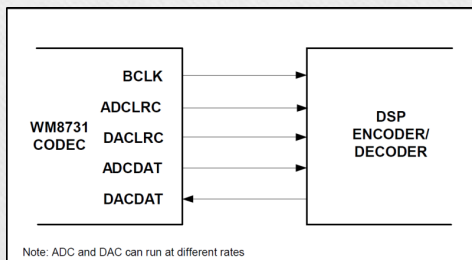 BCLK
ADCLRC
WM8731
CODEC
DACLRC
ADCDAT
DACDAT
DSP
ENCODER/
DECODER
Note: ADC and DAC can run at different rates